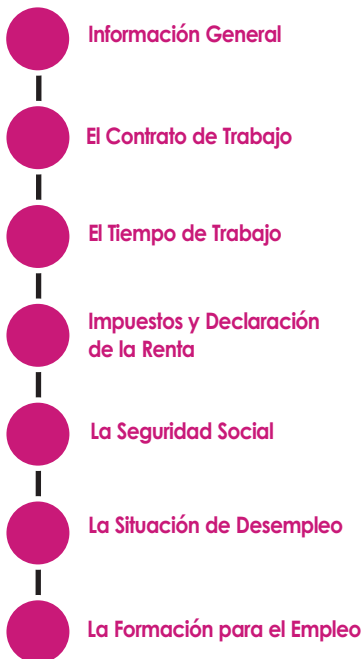 Información General
El Contrato de Trabajo
El Tiempo de Trabajo
Impuestos y Declaración
de la Renta
La Seguridad Social
La Situación de Desempleo
La Formación para el Empleo